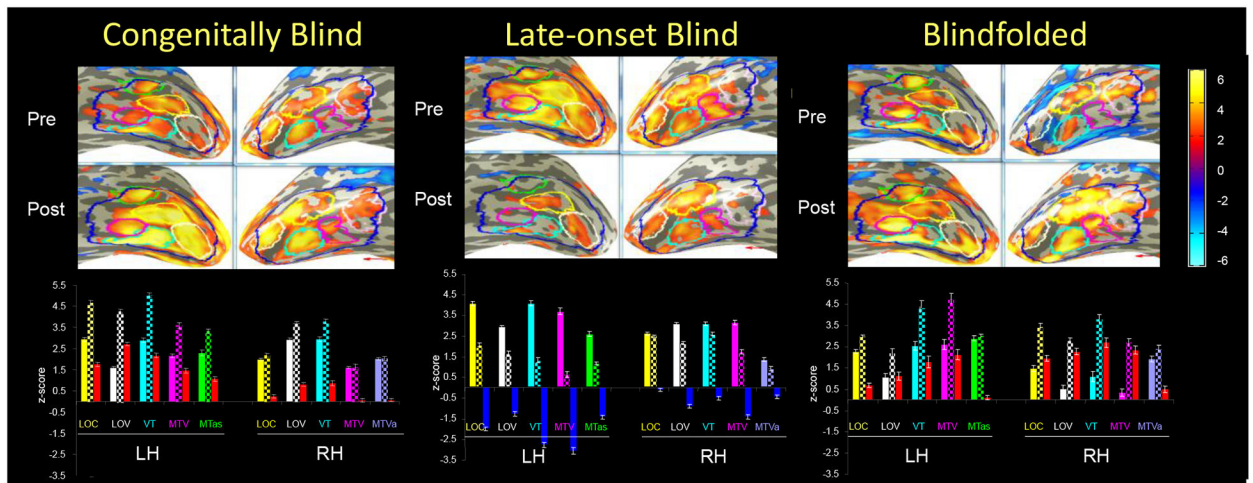 Congenitally Blind
Late-onset Blind
Blindfolded
Pre
Post
Pre
Post
Pre
Post
6
4
2
0
-2
-4
-6
5.5
4.5
3.5
2.5
1.5
0.5
-0.5
-1.5
-2.5
-3.5
z-score
LOC LOV VT MTV MTas
LOC LOV VT MTV MTVa
LH
RH
5.5
4.5
3.5
2.5
1.5
0.5
-0.5
-1.5
-2.5
-3.5
z-score
LOC LOV VT MTV MTas
LOC LOV VT MTV MTVa
LH
RH
5.5
4.5
3.5
2.5
1.5
0.5
-0.5
-1.5
-2.5
-3.5
z-score
LOC LOV VT MTV MTas
LOC LOV VT MTV MTVa
LH
RH